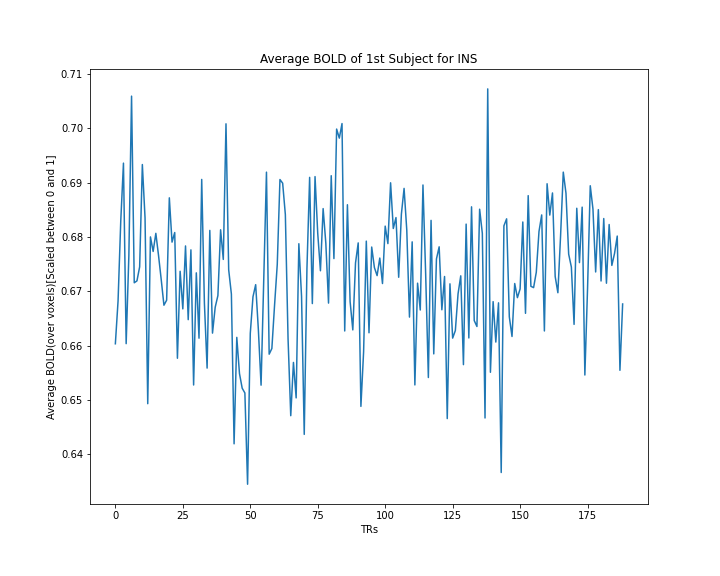 Average BOLD of 1st Subject for INS
0.71
0.70
0.69
0.68
0.67
0.66
0.65
0.64
Average BOLD(over voxels)[Scaled between 0 and 1]
0 25 50 75 100 125 150 175
TRs